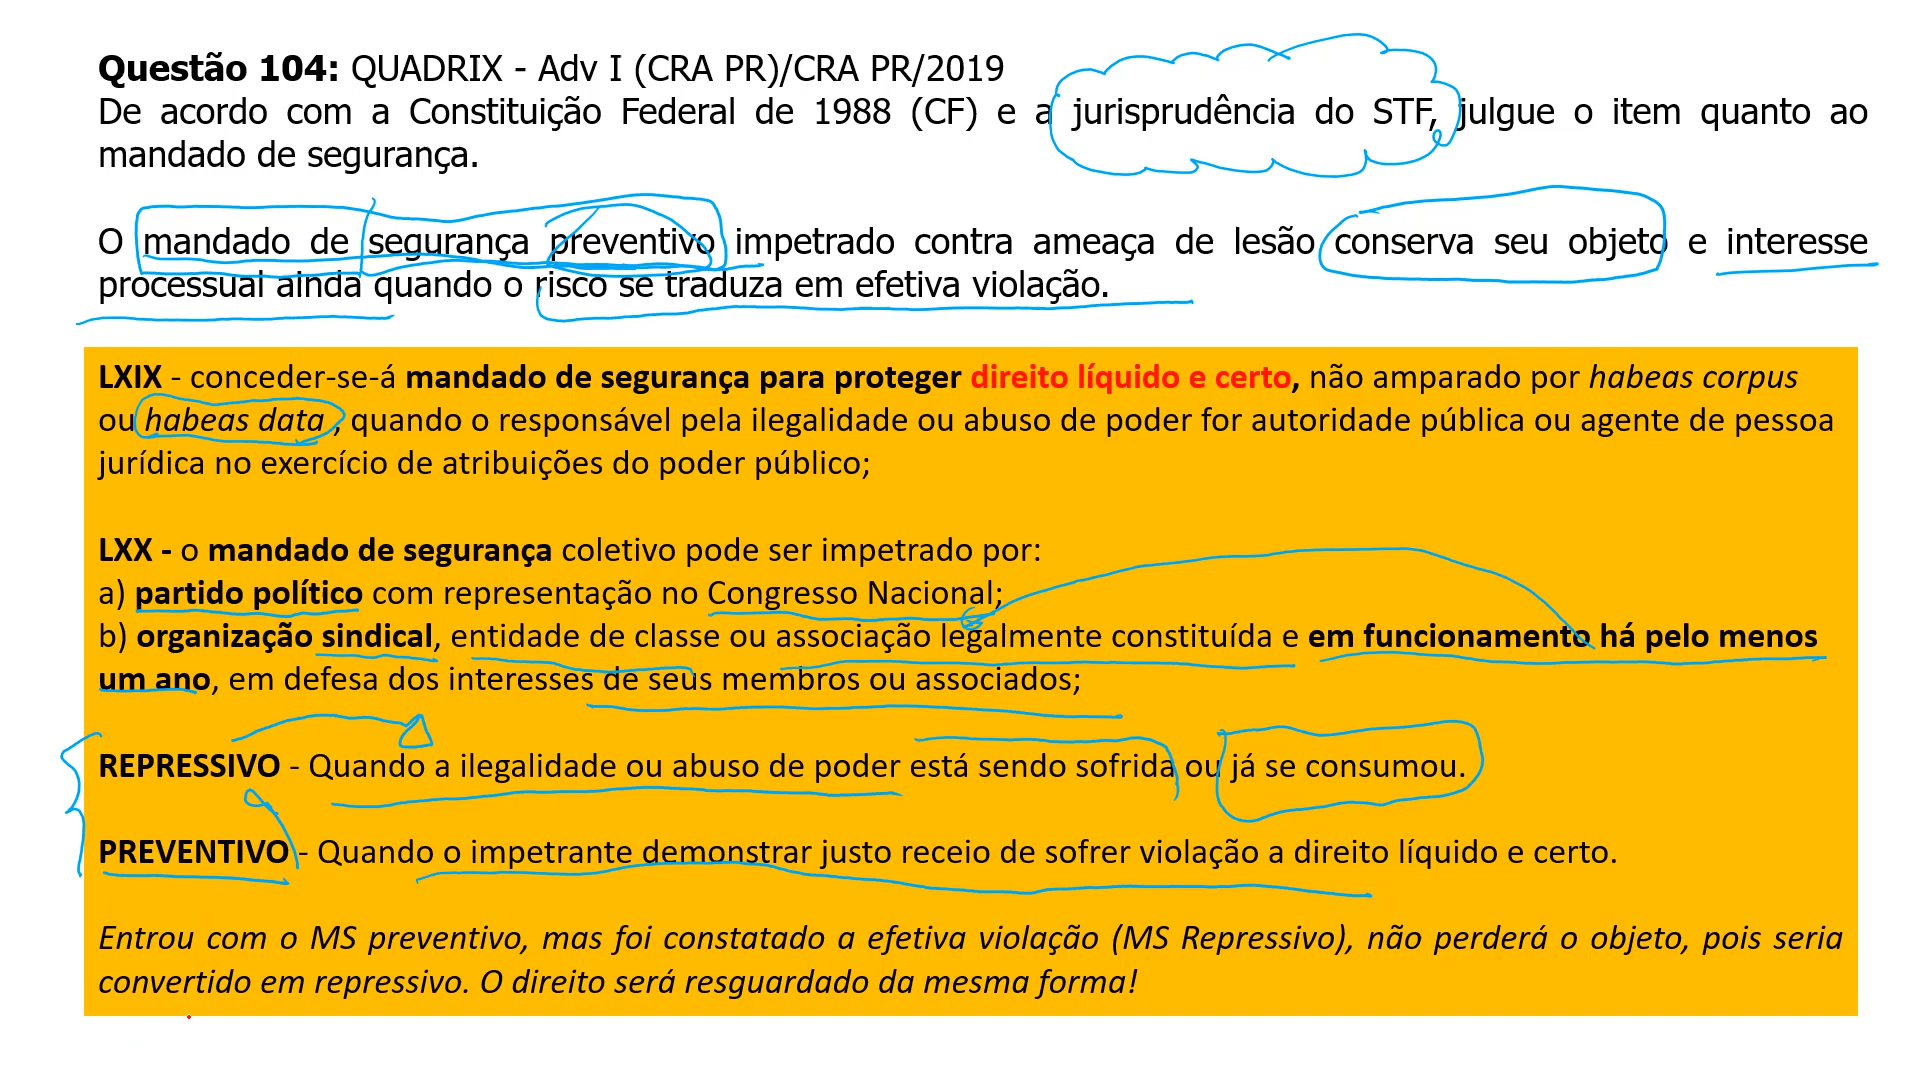 Questão 104: QUADRIX - Adv I (CRA PR)/CRA PR/2019
De acordo com a Constituição Federal de 1988 (CF) e a jurisprudência do STF, julgue o item quanto ao
mandado de segurança.
O mandado de segurança preventivo impetrado contra ameaça de lesão conserva seu objeto e interesse
processual ainda quando o risco se traduza em efetiva violação.
LXIX - conceder-se-á mandado de segurança para proteger direito líquido e certo, não amparado por habeas corpus
ou habeas data , quando o responsável pela ilegalidade ou abuso de poder for autoridade pública ou agente de pessoa
jurídica no exercício de atribuições do poder público;
LXX - o mandado de segurança coletivo pode ser impetrado por:
a) partido político com representação no Congresso Nacional;
b) organização sindical, entidade de classe ou associação legalmente constituída e em funcionamento há pelo menos
um ano, em defesa dos interesses de seus membros ou associados;
REPRESSIVO - Quando a ilegalidade ou abuso de poder está sendo sofrida ou já se consumou.
PREVENTIVO - Quando o impetrante demonstrar justo receio de sofrer violação a direito líquido e certo.
Entrou com o MS preventivo, mas foi constatado a efetiva violação (MS Repressivo), não perderá o objeto, pois seria
convertido em repressivo. O direito será resguardado da mesma forma!